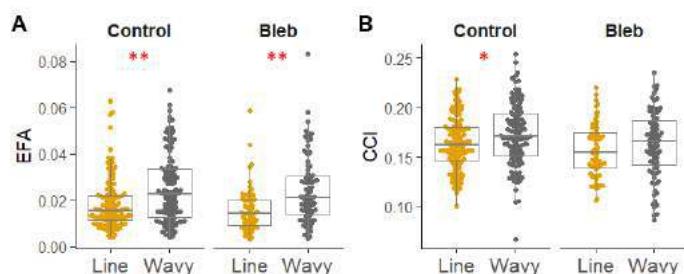 A
Control
Bleb
** **
EFA
0.08
0.06
0.04
0.02
0.00
Line Wavy Line Wavy
B
Control
Bleb
*
CCI
0.25
0.20
0.15
0.10
Line Wavy Line Wavy